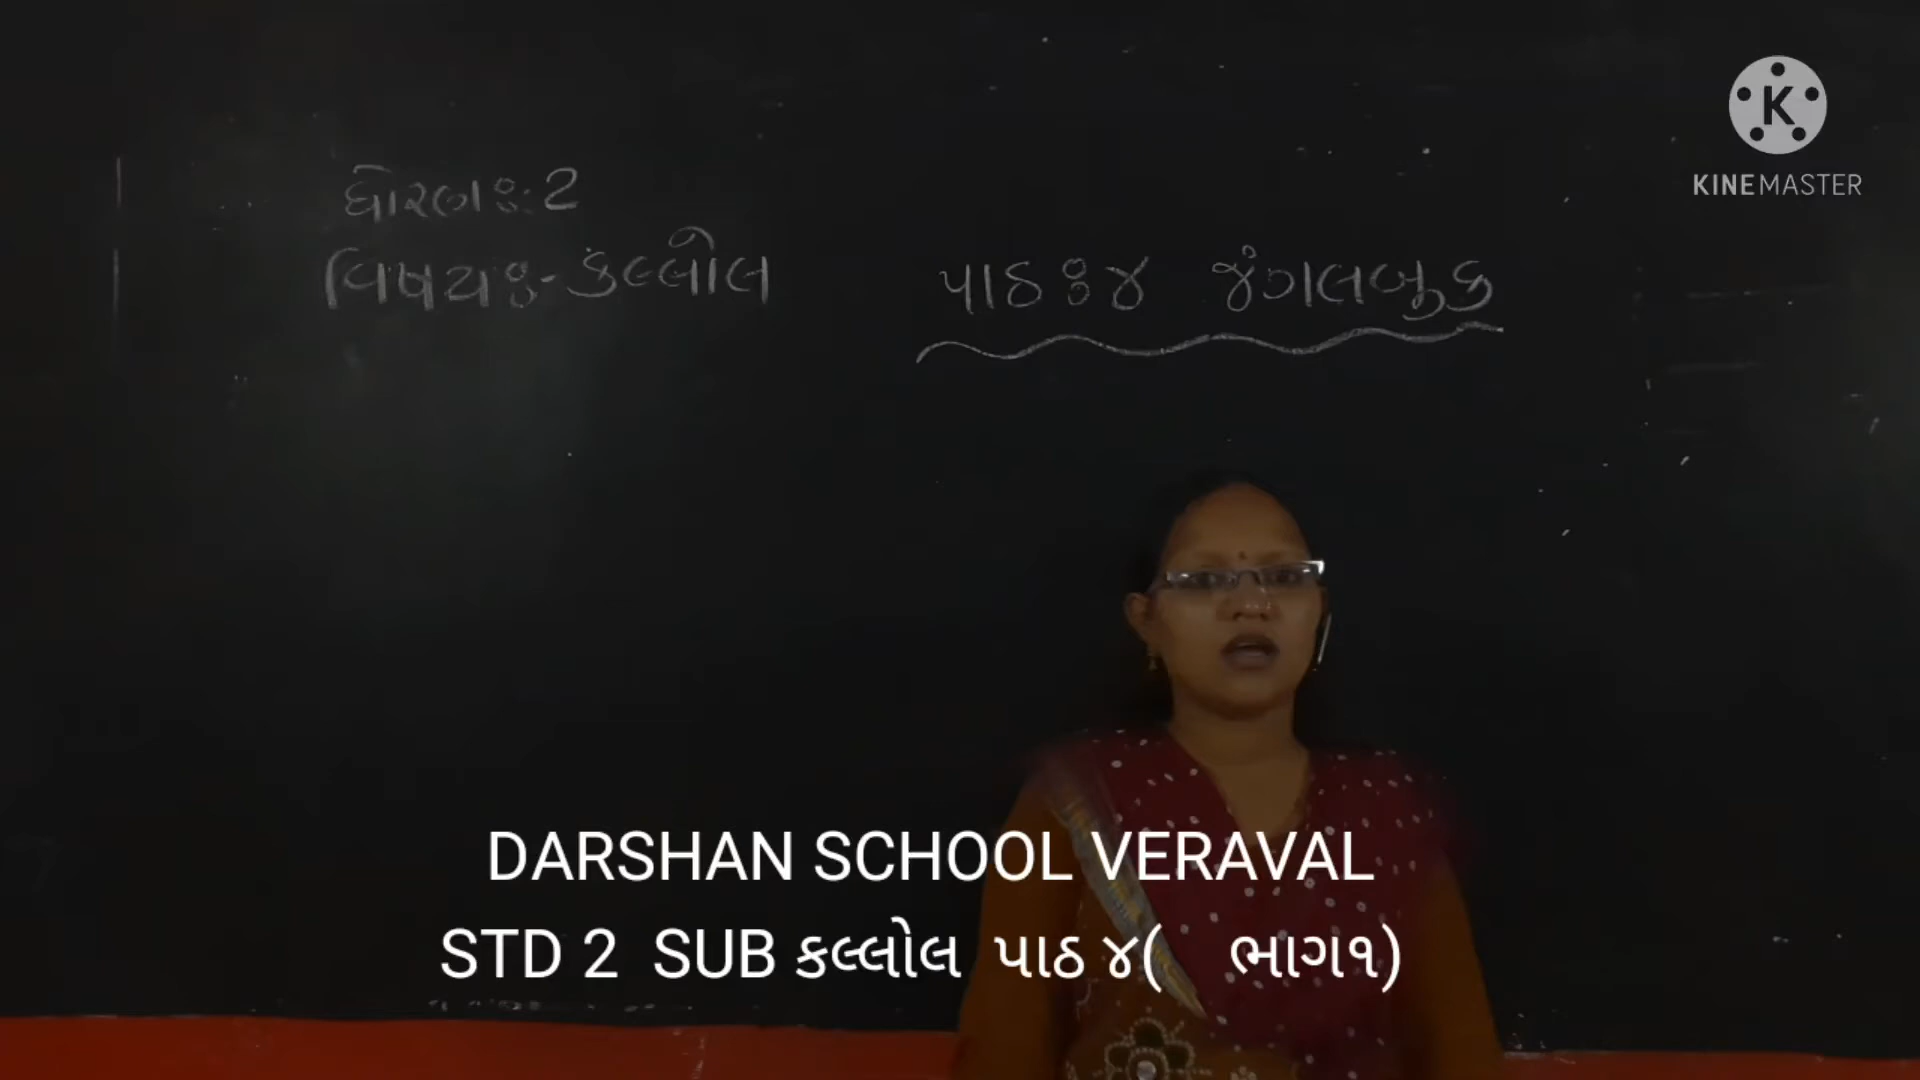 KINEMASTER
ધોરણઃ 2
વિષયઃ- કલ્લોલ
પાઠઃ૪ જંગલબુક
DARSHAN SCHOOL VERAVAL
STD 2 SUB કલ્લોલ પાઠ ૪( ભાગ૧)